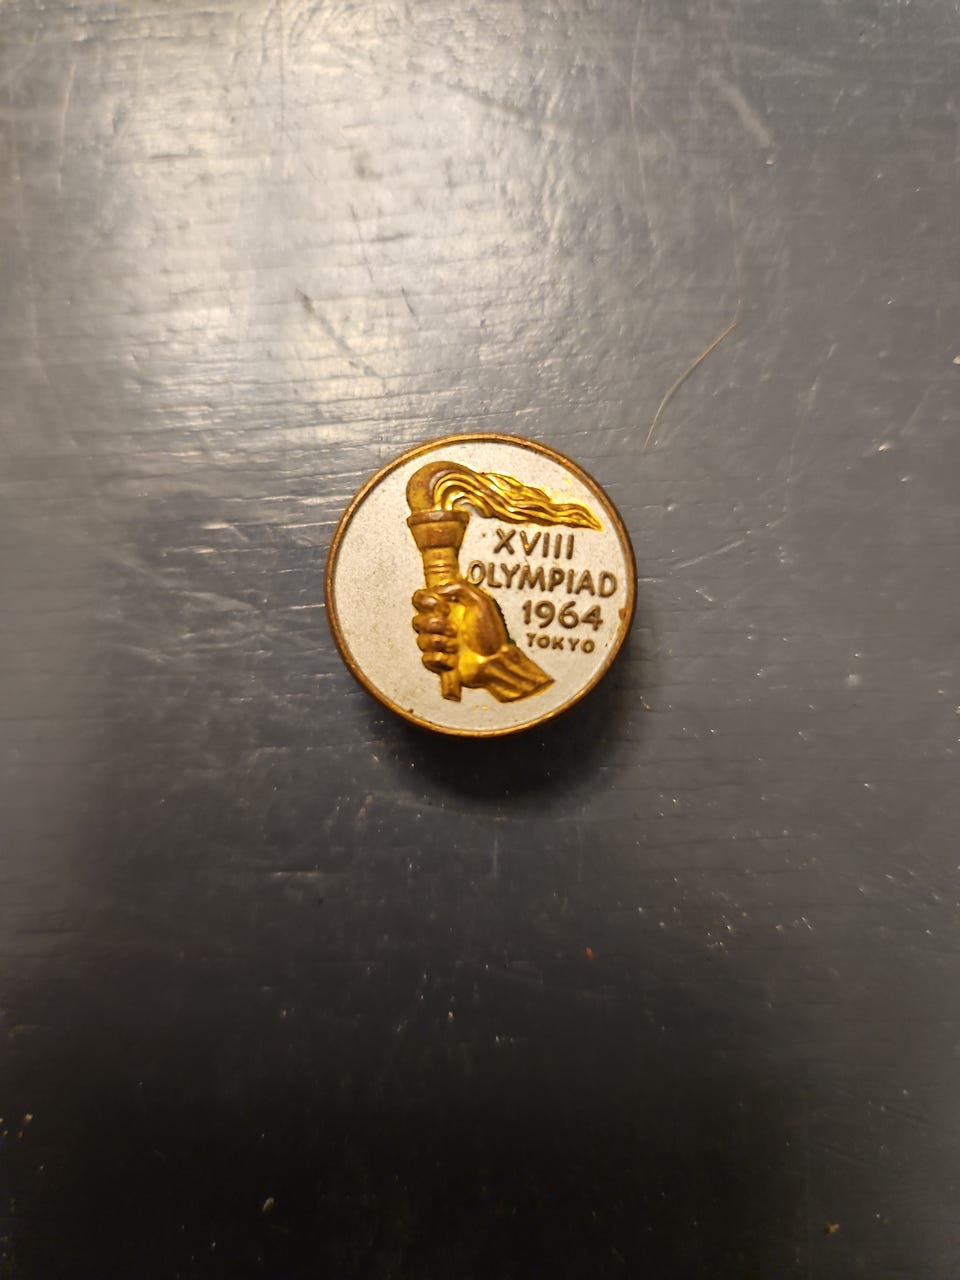 XVIII
OLYMPIAD
1964
TOKYO